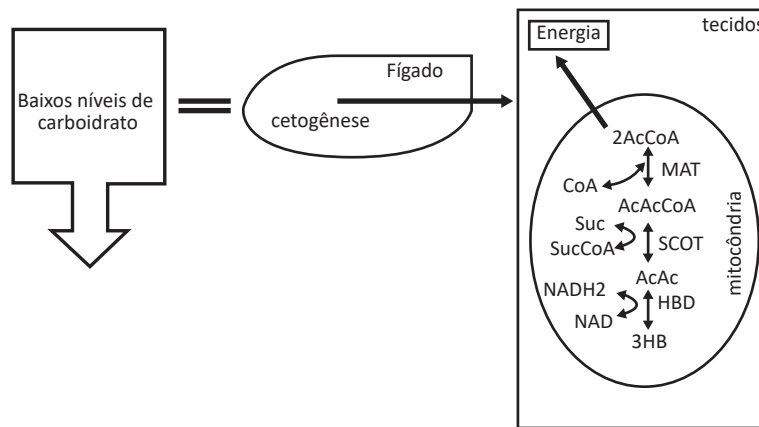 Baixos níveis de
carboidrato
Fígado
cetogênese
tecidos
Energia
2AcCoA
MAT
CoA
AcAcCoA
Suc
SCOT
SucCoA
AcAc
NADH2
HBD
NAD
3HB
mitocôndria